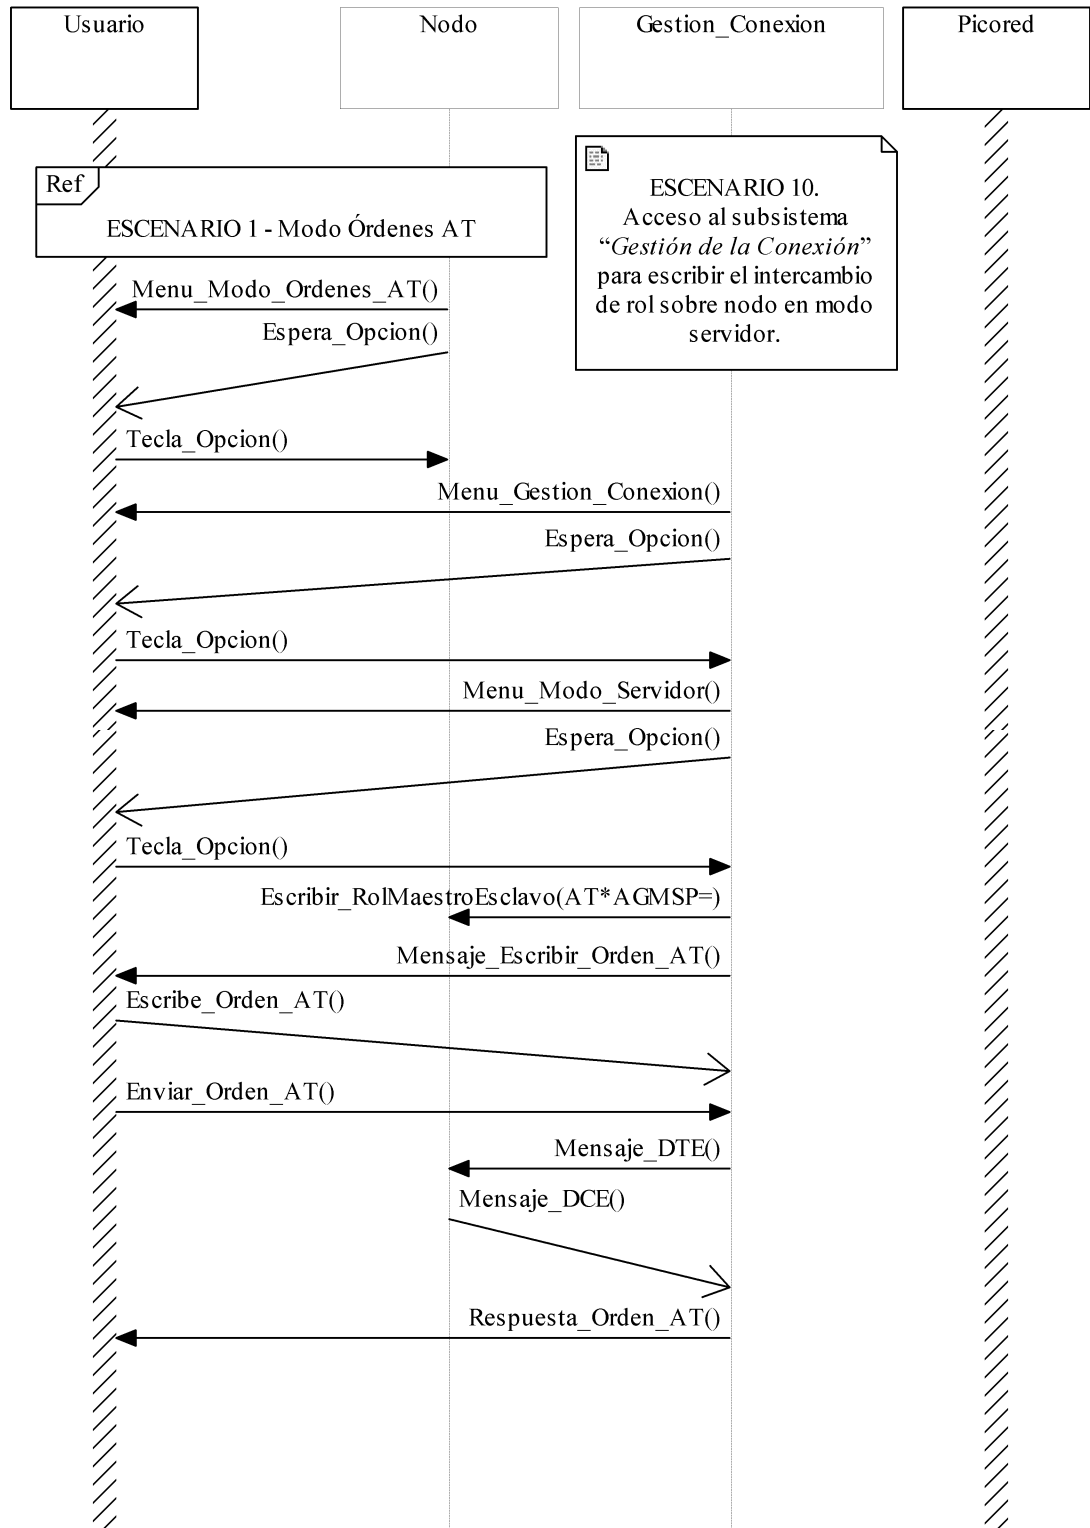 Usuario
Nodo
Gestion_Conexion
Picored
Ref
ESCENARIO 1 - Modo Órdenes AT
ESCENARIO 10.
Acceso al subsistema
“Gestión de la Conexión”
para escribir el intercambio
de rol sobre nodo en modo
servidor.
Menu_Modo_Ordenes_AT()
Espera_Opcion()
Tecla_Opcion()
Menu_Gestion_Conexion()
Espera_Opcion()
Tecla_Opcion()
Menu_Modo_Servidor()
Espera_Opcion()
Tecla_Opcion()
Escribir_RolMaestroEsclavo(AT*AGMSP=)
Mensaje_Escribir_Orden_AT()
Escribe_Orden_AT()
Enviar_Orden_AT()
Mensaje_DTE()
Mensaje_DCE()
Respuesta_Orden_AT()